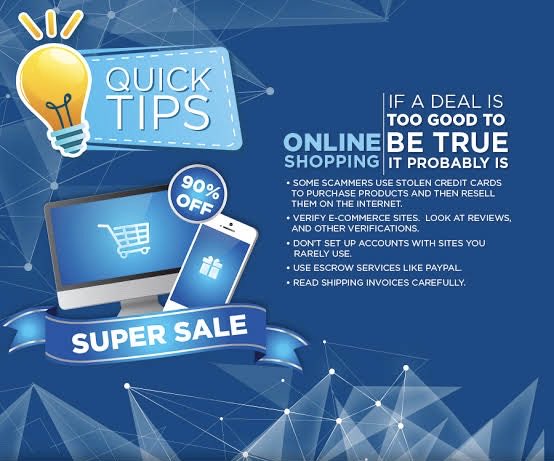 QUICK
TIPS
90%
OFF
SUPER SALE
ONLINE
SHOPPING
IF A DEAL IS
TOO GOOD TO
BE TRUE
IT PROBABLY IS
• SOME SCAMMERS USE STOLEN CREDIT CARDS
TO PURCHASE PRODUCTS AND THEN RESELL
THEM ON THE INTERNET.
• VERIFY E-COMMERCE SITES. LOOK AT REVIEWS,
AND OTHER VERIFICATIONS.
• DON'T SET UP ACCOUNTS WITH SITES YOU
RARELY USE.
• USE ESCROW SERVICES LIKE PAYPAL.
• READ SHIPPING INVOICES CAREFULLY.